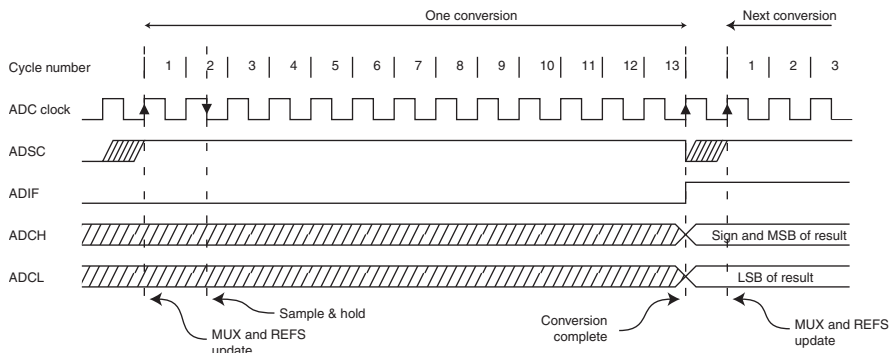 One conversion
Next conversion
Cycle number
1 2 3 4 5 6 7 8 9 10 11 12 13 1 2 3
ADC clock
ADSC
ADIF
ADCH
Sign and MSB of result
ADCL
LSB of result
Sample & hold
MUX and REFS
update
Conversion
complete
MUX and REFS
update